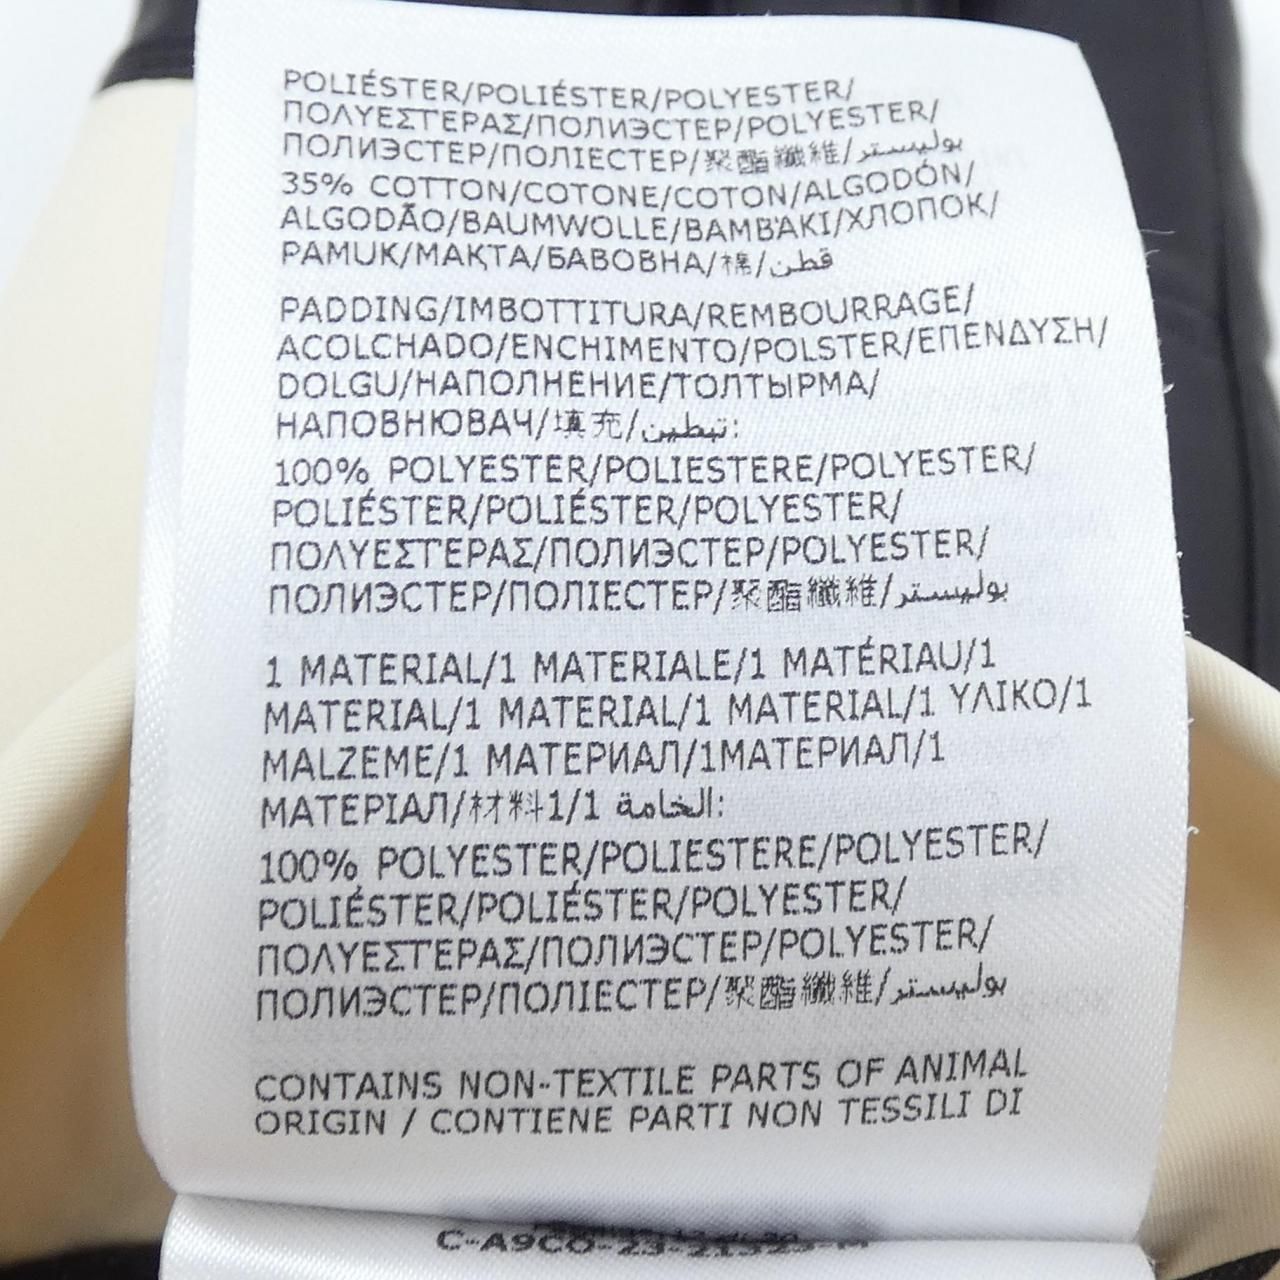 POLIÉSTER/POLIÉSTER/POLYESTER/
ΠΟΛΥΕΣΤΕΡΑΣ/ПОЛИЭСТЕР/POLYESTER/
ПОЛИЭСТЕР/ПОЛІЕСТЕР/聚酯纖維/بوليستر
35% COTTON/COTONE/COTON/ALGODÓN/
ALGODÃO/BAUMWOLLE/ΒΑΜΒΆΚΙ/ХЛОПОК/
PAMUK/МАҚТА/БАВОВНА/棉/قطن
PADDING/IMBOTTITURA/REMBOURRAGE/
ACOLCHADO/ENCHIMENTO/POLSTER/ΕΠΕΝΔΥΣΗ/
DOLGU/НАПОЛНЕНИЕ/ТОЛТЫРМА/
НАПОВНЮВАЧ/填充/تبطين:
100% POLYESTER/POLIESTERE/POLYESTER/
POLIÉSTER/POLIÉSTER/POLYESTER/
ΠΟΛΥΕΣΤΕΡΑΣ/ПОЛИЭСТЕР/POLYESTER/
ПОЛИЭСТЕР/ПОЛІЕСТЕР/聚酯纖維/بوليستر
1 MATERIAL/1 MATERIALE/1 MATÉRIAU/1
MATERIAL/1 MATERIAL/1 MATERIAL/1 ΥΛΙΚΟ/1
MALZEME/1 МАТЕРИАЛ/1МАТЕРИАЛ/1
МАТЕРІАЛ/材料1/1 الخامة:
100% POLYESTER/POLIESTERE/POLYESTER/
POLIÉSTER/POLIÉSTER/POLYESTER/
ΠΟΛΥΕΣΤΕΡΑΣ/ПОЛИЭСТЕР/POLYESTER/
ПОЛИЭСТЕР/ПОЛІЕСТЕР/聚酯纖維/بوليستر
CONTAINS NON-TEXTILE PARTS OF ANIMAL
ORIGIN / CONTIENE PARTI NON TESSILI DI